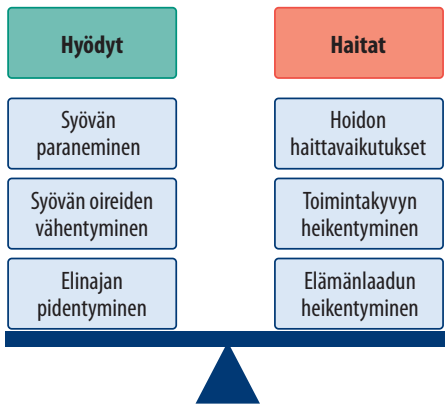 Hyödyt
Haitat
Syövän
paraneminen
Hoidon
haittavaikutukset
Syövän oireiden
vähentyminen
Toimintakyvyn
heikentyminen
Elinajan
pidentyminen
Elämänlaadun
heikentyminen